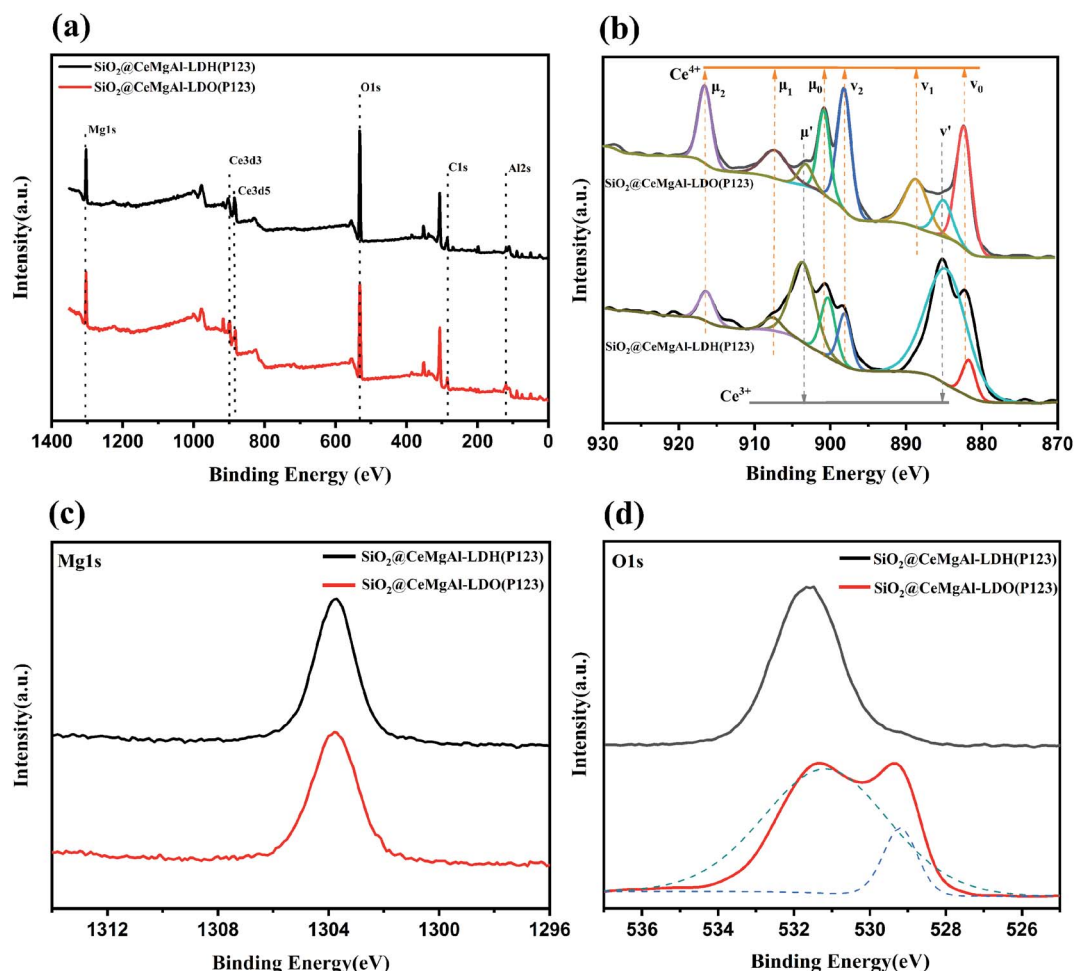 (a)
SiO₂@CeMgAl-LDH(P123)
SiO₂@CeMgAl-LDO(P123)
Mg1s
Ce3d3
Ce3d5
O1s
C1s
Al2s
Intensity(a.u.)
1400 1200 1000 800 600 400 200 0
Binding Energy (eV)
(b)
Ce⁴⁺
μ₂ μ₁ μ₀ v₂ v₁ v₀
μ' v'
SiO₂@CeMgAl-LDO(P123)
SiO₂@CeMgAl-LDH(P123)
Ce³⁺
Intensity(a.u.)
930 920 910 900 890 880 870
Binding Energy (eV)
(c)
Mg1s
SiO₂@CeMgAl-LDH(P123)
SiO₂@CeMgAl-LDO(P123)
Intensity(a.u.)
1312 1308 1304 1300 1296
Binding Energy(eV)
(d)
O1s
SiO₂@CeMgAl-LDH(P123)
SiO₂@CeMgAl-LDO(P123)
Intensity(a.u.)
536 534 532 530 528 526
Binding Energy(eV)